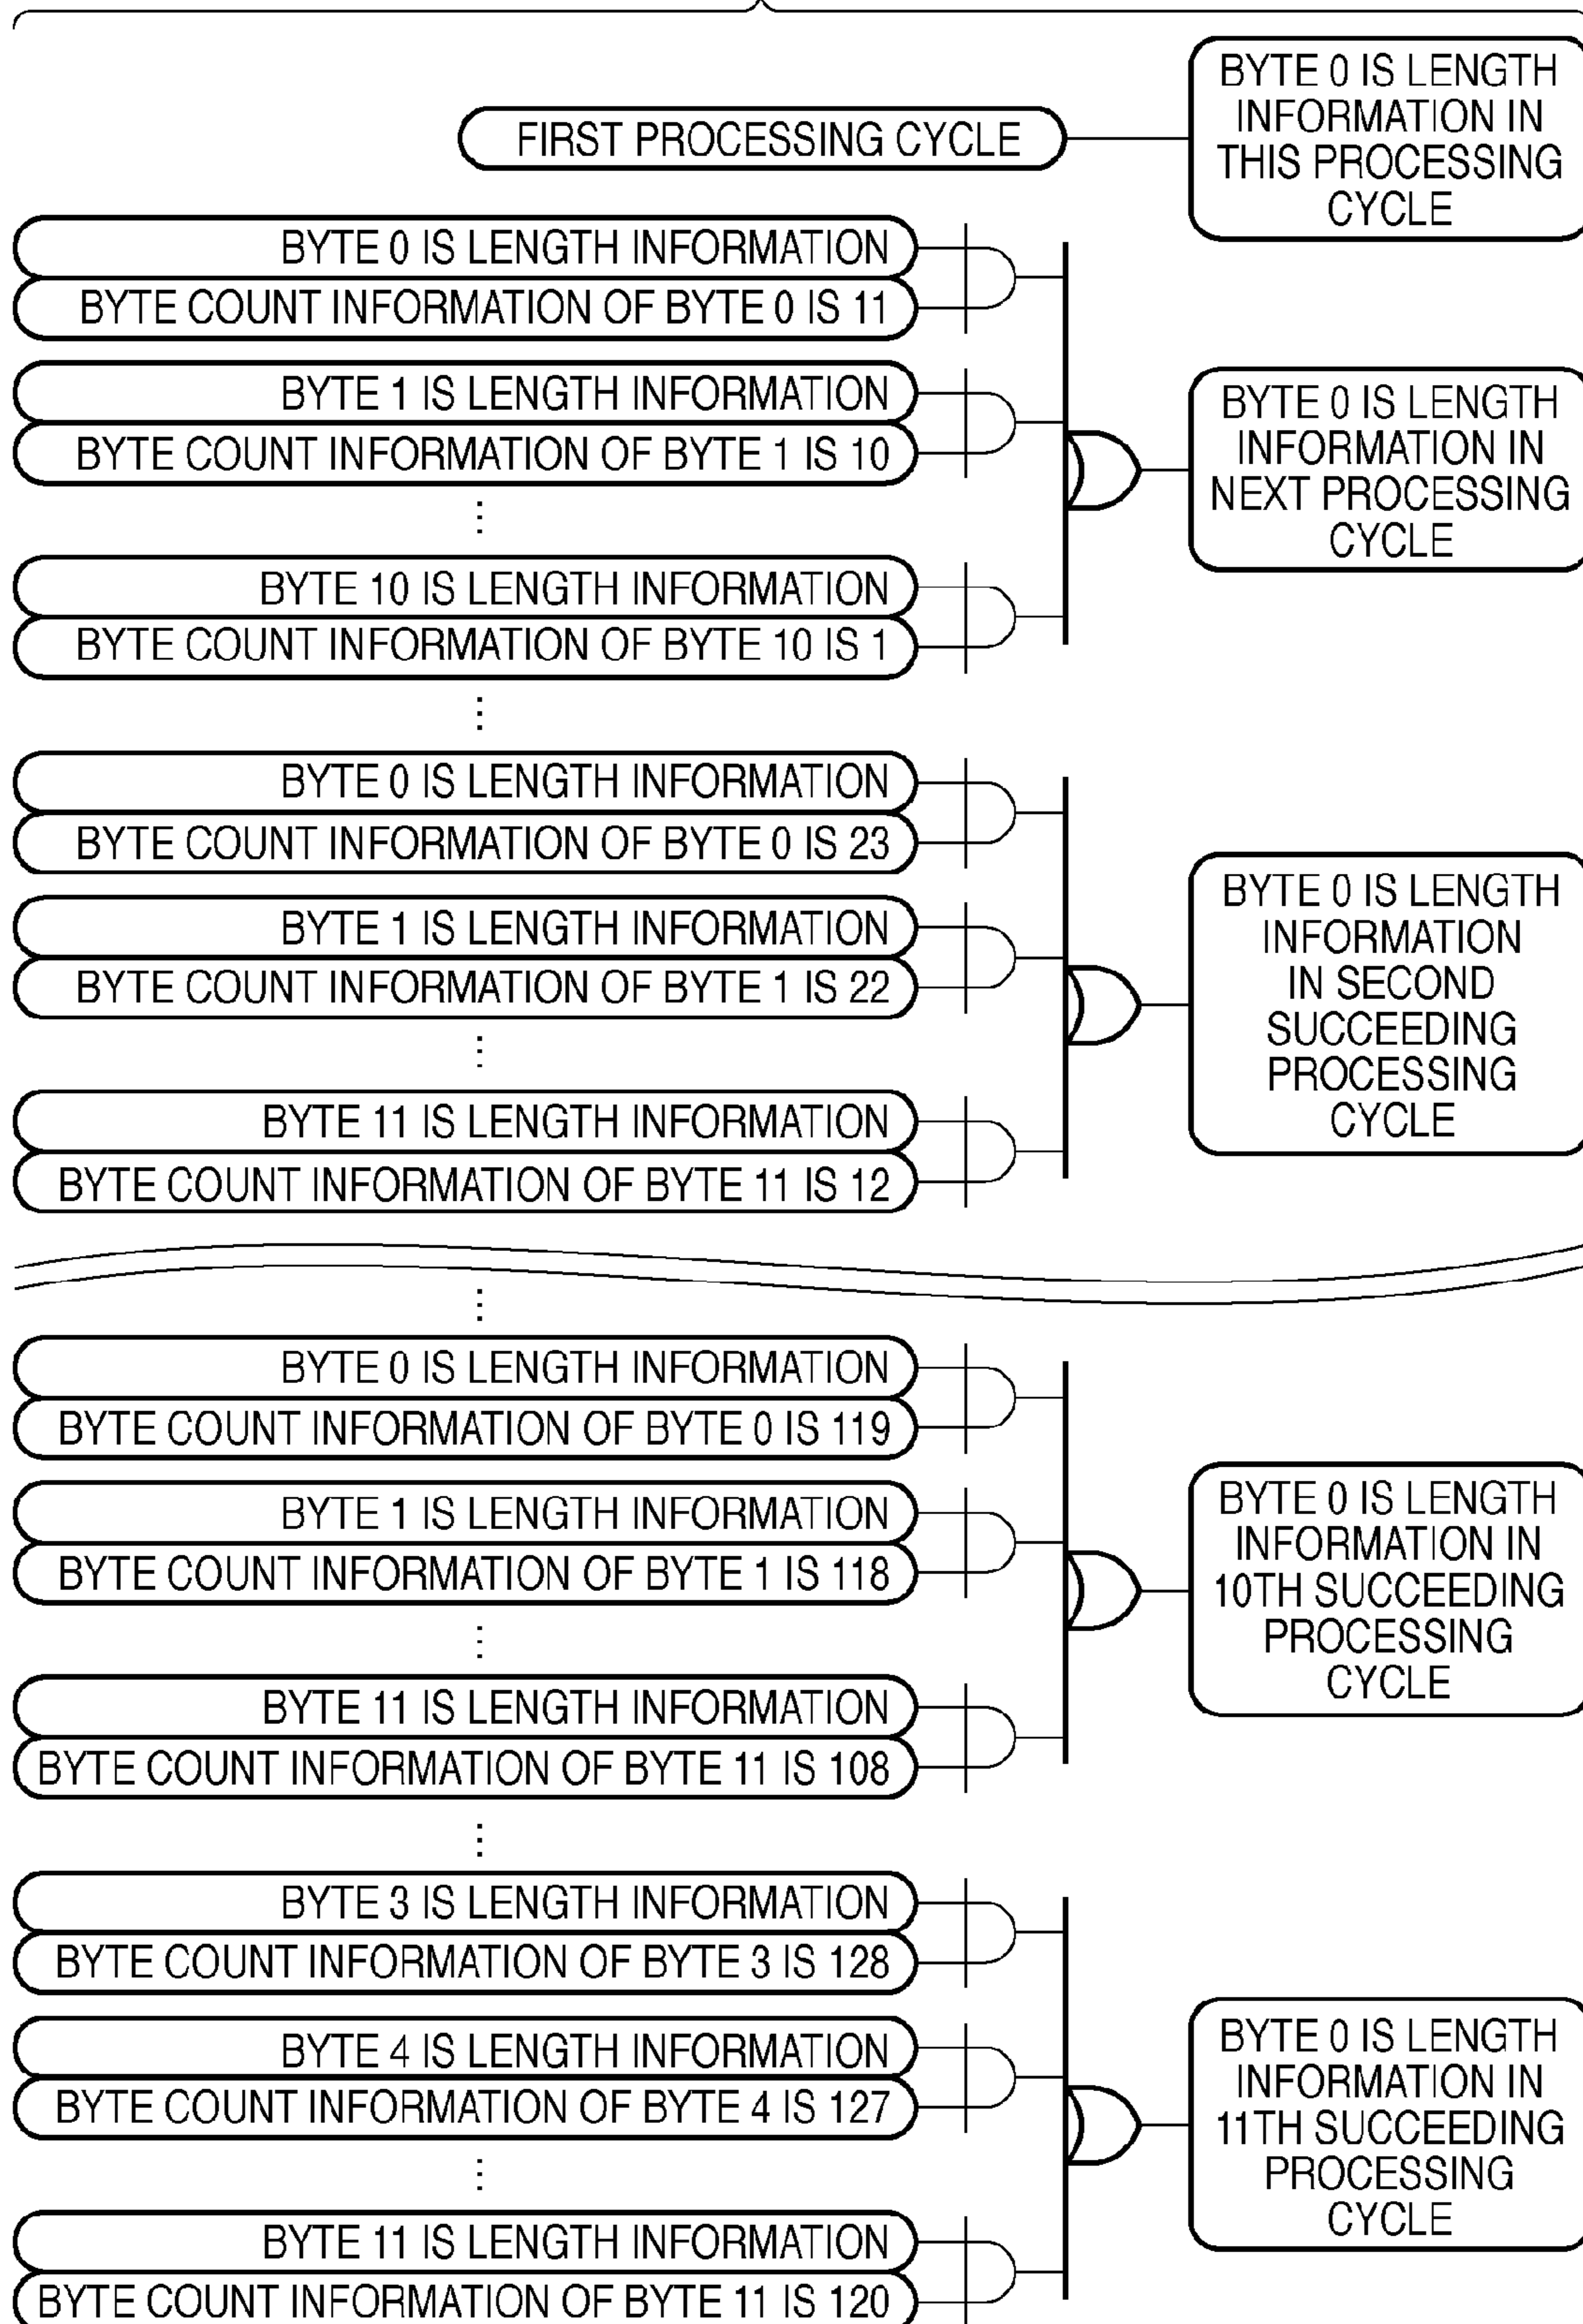 FIRST PROCESSING CYCLE
BYTE 0 IS LENGTH
INFORMATION IN
THIS PROCESSING
CYCLE
BYTE 0 IS LENGTH INFORMATION
BYTE COUNT INFORMATION OF BYTE 0 IS 11
BYTE 1 IS LENGTH INFORMATION
BYTE COUNT INFORMATION OF BYTE 1 IS 10
⋮
BYTE 10 IS LENGTH INFORMATION
BYTE COUNT INFORMATION OF BYTE 10 IS 1
BYTE 0 IS LENGTH
INFORMATION IN
NEXT PROCESSING
CYCLE
⋮
BYTE 0 IS LENGTH INFORMATION
BYTE COUNT INFORMATION OF BYTE 0 IS 23
BYTE 1 IS LENGTH INFORMATION
BYTE COUNT INFORMATION OF BYTE 1 IS 22
⋮
BYTE 11 IS LENGTH INFORMATION
BYTE COUNT INFORMATION OF BYTE 11 IS 12
BYTE 0 IS LENGTH
INFORMATION
IN SECOND
SUCCEEDING
PROCESSING
CYCLE
⋮
BYTE 0 IS LENGTH INFORMATION
BYTE COUNT INFORMATION OF BYTE 0 IS 119
BYTE 1 IS LENGTH INFORMATION
BYTE COUNT INFORMATION OF BYTE 1 IS 118
⋮
BYTE 11 IS LENGTH INFORMATION
BYTE COUNT INFORMATION OF BYTE 11 IS 108
BYTE 0 IS LENGTH
INFORMATION IN
10TH SUCCEEDING
PROCESSING
CYCLE
⋮
BYTE 3 IS LENGTH INFORMATION
BYTE COUNT INFORMATION OF BYTE 3 IS 128
BYTE 4 IS LENGTH INFORMATION
BYTE COUNT INFORMATION OF BYTE 4 IS 127
⋮
BYTE 11 IS LENGTH INFORMATION
BYTE COUNT INFORMATION OF BYTE 11 IS 120
BYTE 0 IS LENGTH
INFORMATION IN
11TH SUCCEEDING
PROCESSING
CYCLE